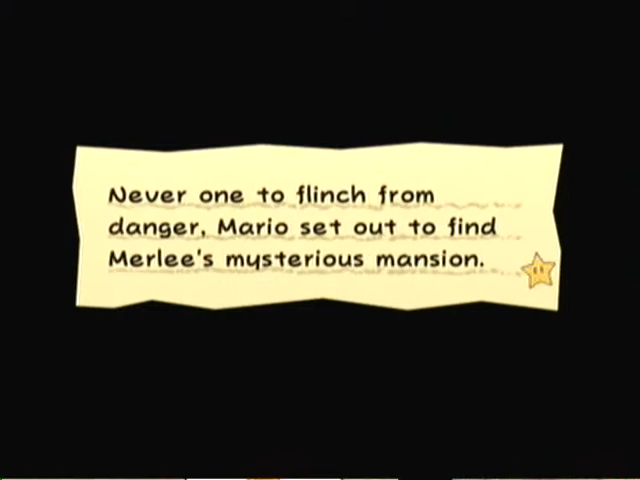 Never one to flinch from
danger, Mario set out to find
Merlee's mysterious mansion.